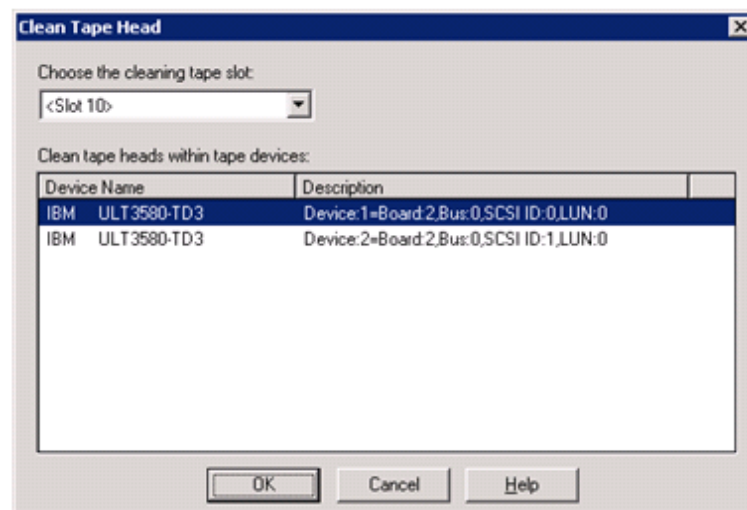 Clean Tape Head
Choose the cleaning tape slot:
<Slot 10>
Clean tape heads within tape devices:
Device Name Description
IBM ULT3580-TD3 Device:1=Board:2,Bus:0,SCSI ID:0,LUN:0
IBM ULT3580-TD3 Device:2=Board:2,Bus:0,SCSI ID:1,LUN:0
OK Cancel Help